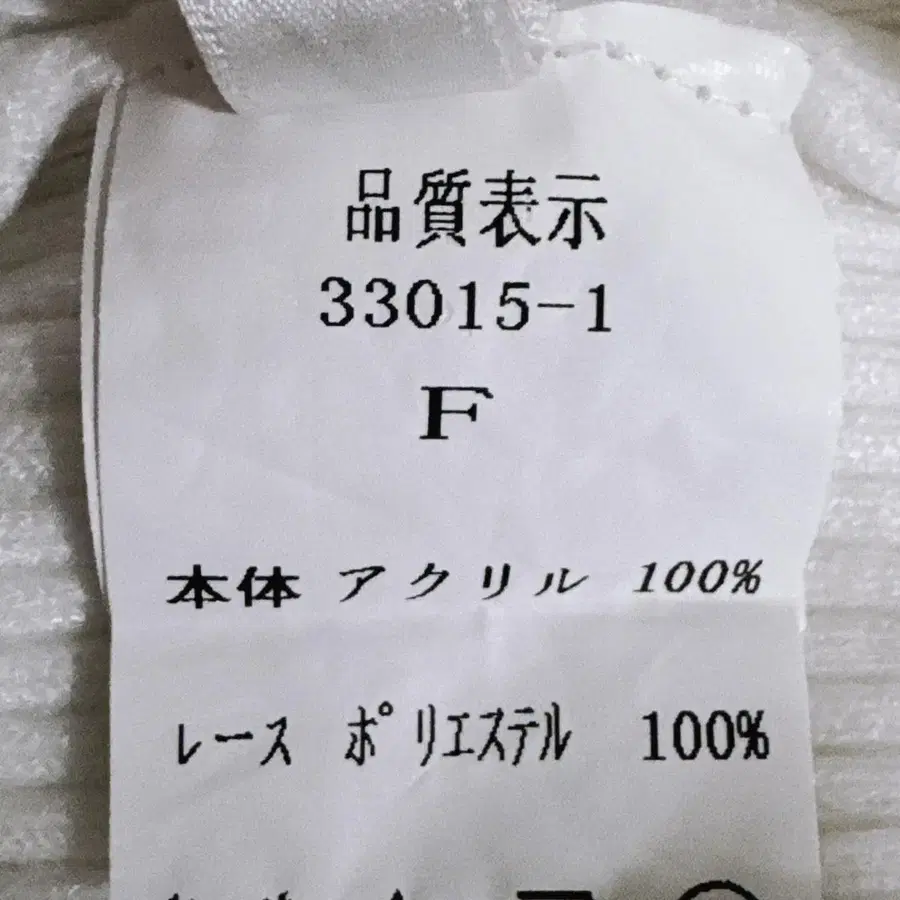 品質表示
33015-1
F
本体 アクリル 100%
レース ポリエステル 100%